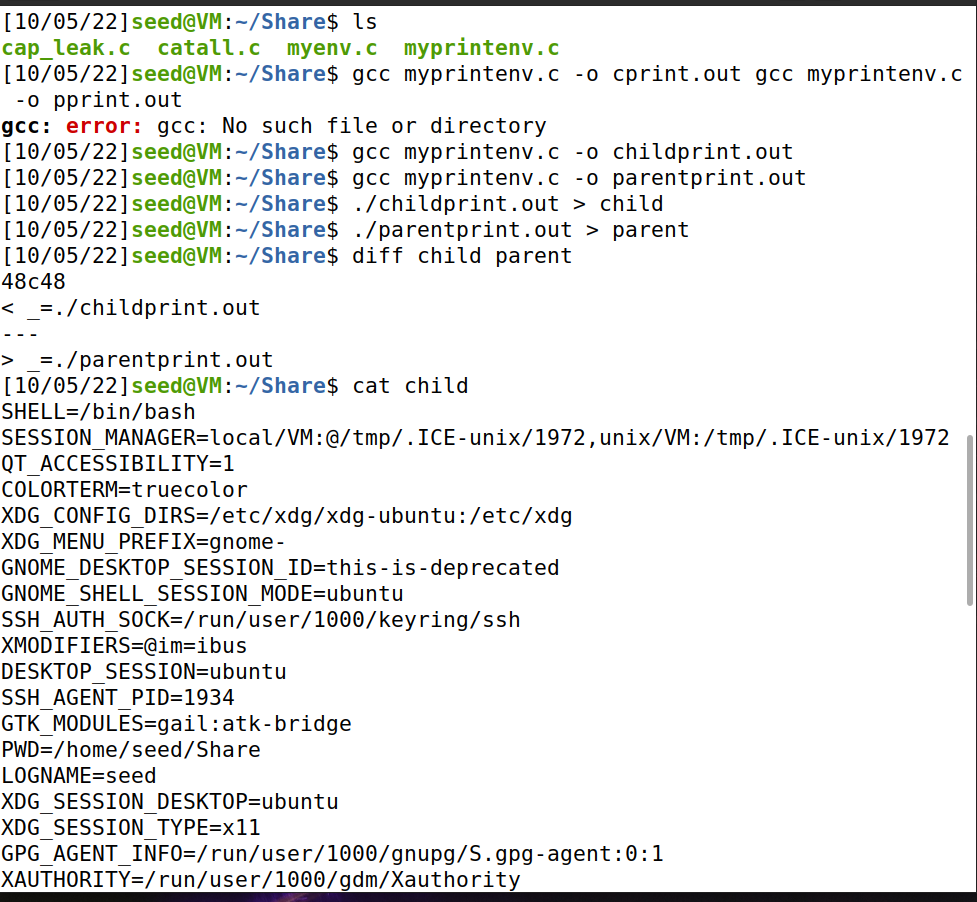 [10/05/22]seed@VM:~/Share$ ls
cap_leak.c  catall.c  myenv.c  myprintenv.c
[10/05/22]seed@VM:~/Share$ gcc myprintenv.c -o cprint.out gcc myprintenv.c
 -o pprint.out
gcc: error: gcc: No such file or directory
[10/05/22]seed@VM:~/Share$ gcc myprintenv.c -o childprint.out
[10/05/22]seed@VM:~/Share$ gcc myprintenv.c -o parentprint.out
[10/05/22]seed@VM:~/Share$ ./childprint.out > child
[10/05/22]seed@VM:~/Share$ ./parentprint.out > parent
[10/05/22]seed@VM:~/Share$ diff child parent
48c48
< _=./childprint.out
---
> _=./parentprint.out
[10/05/22]seed@VM:~/Share$ cat child
SHELL=/bin/bash
SESSION_MANAGER=local/VM:@/tmp/.ICE-unix/1972,unix/VM:/tmp/.ICE-unix/1972
QT_ACCESSIBILITY=1
COLORTERM=truecolor
XDG_CONFIG_DIRS=/etc/xdg/xdg-ubuntu:/etc/xdg
XDG_MENU_PREFIX=gnome-
GNOME_DESKTOP_SESSION_ID=this-is-deprecated
GNOME_SHELL_SESSION_MODE=ubuntu
SSH_AUTH_SOCK=/run/user/1000/keyring/ssh
XMODIFIERS=@im=ibus
DESKTOP_SESSION=ubuntu
SSH_AGENT_PID=1934
GTK_MODULES=gail:atk-bridge
PWD=/home/seed/Share
LOGNAME=seed
XDG_SESSION_DESKTOP=ubuntu
XDG_SESSION_TYPE=x11
GPG_AGENT_INFO=/run/user/1000/gnupg/S.gpg-agent:0:1
XAUTHORITY=/run/user/1000/gdm/Xauthority